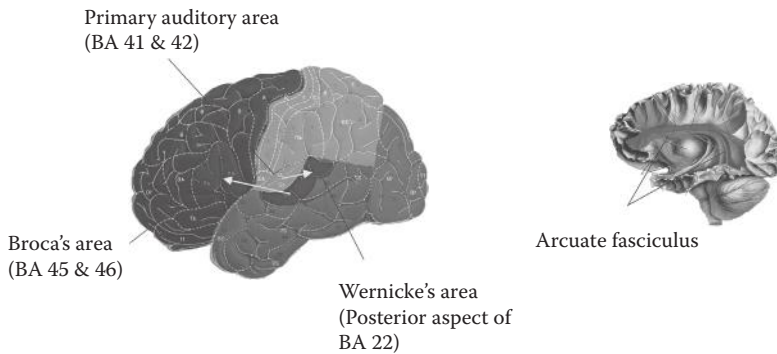 Primary auditory area
(BA 41 & 42)
Broca's area
(BA 45 & 46)
Wernicke's area
(Posterior aspect of
BA 22)
Arcuate fasciculus